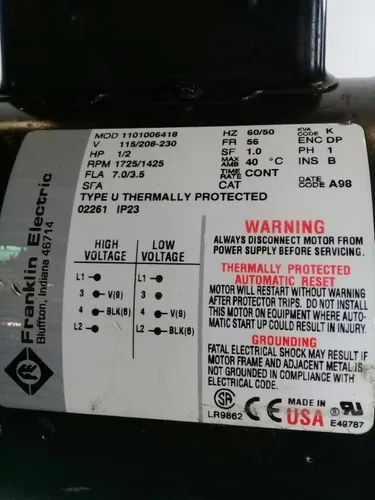 MOD 1101006418 HZ 60/50 KVA CODE K
V 115/208-230 FR 56 ENC DP
HP 1/2 SF 1.0 PH 1
RPM 1725/1425 MAX AMB 40 °C INS B
FLA 7.0/3.5 TIME RATE CONT
SFA CAT DATE CODE A98
TYPE U THERMALLY PROTECTED
02261 IP23
HIGH VOLTAGE
L1
3 V(9)
4 BLK(6)
L2
LOW VOLTAGE
L1
3
4 V(9)
L2 BLK(6)
WARNING
ALWAYS DISCONNECT MOTOR FROM
POWER SUPPLY BEFORE SERVICING.
THERMALLY PROTECTED
AUTOMATIC RESET
MOTOR WILL RESTART WITHOUT WARNING
AFTER PROTECTOR TRIPS. DO NOT INSTALL
THIS MOTOR ON EQUIPMENT WHERE AUTO-
MATIC START UP COULD RESULT IN INJURY.
GROUNDING
FATAL ELECTRICAL SHOCK MAY RESULT IF
MOTOR FRAME AND ADJACENT METAL IS
NOT GROUNDED IN COMPLIANCE WITH
ELECTRICAL CODE.
SA
LR9862
CE
MADE IN
USA
E49787
Franklin Electric
Bluffton, Indiana 46714